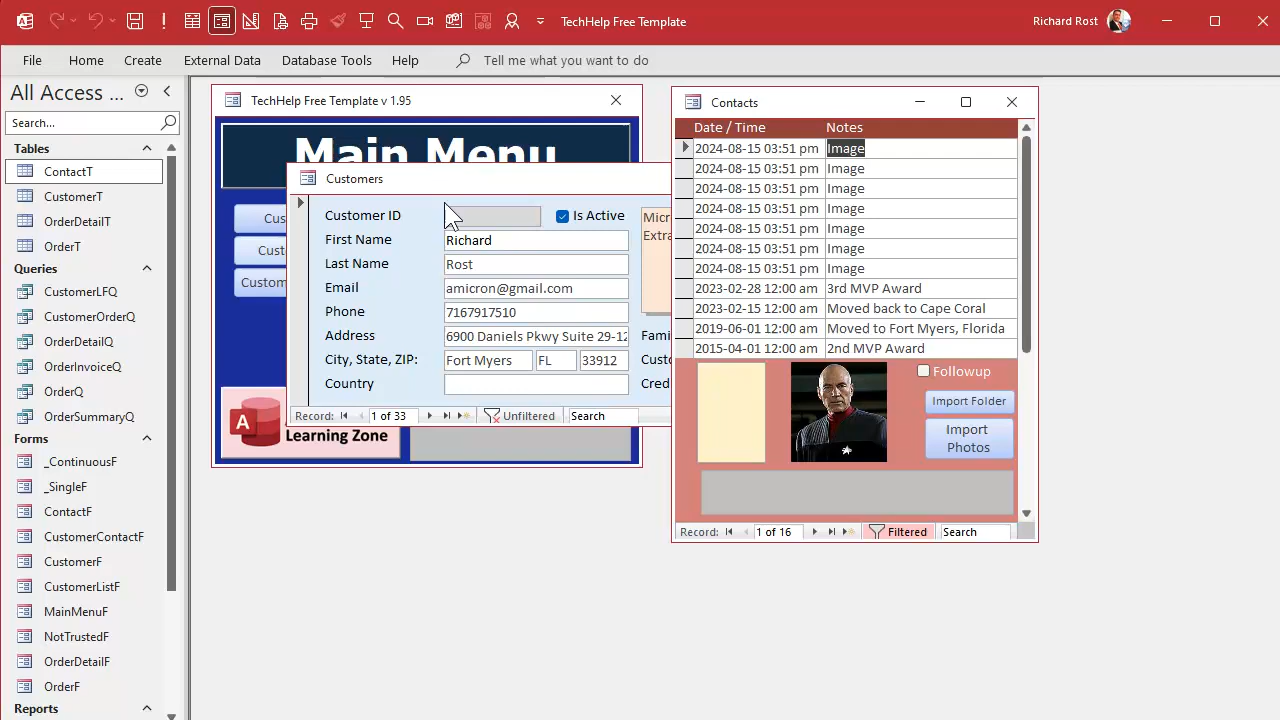 TechHelp Free Template
Richard Rost
File Home Create External Data Database Tools Help Tell me what you want to do
All Access ...
Search...
Tables
ContactT
CustomerT
OrderDetailT
OrderT
Queries
CustomerLFQ
CustomerOrderQ
OrderDetailQ
OrderInvoiceQ
OrderQ
OrderSummaryQ
Forms
_ContinuousF
_SingleF
ContactF
CustomerContactF
CustomerF
CustomerListF
MainMenuF
NotTrustedF
OrderDetailF
OrderF
Reports
TechHelp Free Template v 1.95
Main Menu
Cus
Cust
Custom
A
Learning Zone
Customers
Customer ID
Is Active
First Name Richard
Last Name Rost
Email amicron@gmail.com
Phone 7167917510
Address 6900 Daniels Pkwy Suite 29-12
City, State, ZIP: Fort Myers FL 33912
Country
Micr
Extra
Fami
Custo
Cred
Record: 1 of 33 Unfiltered Search
Contacts
Date / Time Notes
2024-08-15 03:51 pm Image
2024-08-15 03:51 pm Image
2024-08-15 03:51 pm Image
2024-08-15 03:51 pm Image
2024-08-15 03:51 pm Image
2024-08-15 03:51 pm Image
2024-08-15 03:51 pm Image
2023-02-28 12:00 am 3rd MVP Award
2023-02-15 12:00 am Moved back to Cape Coral
2019-06-01 12:00 am Moved to Fort Myers, Florida
2015-04-01 12:00 am 2nd MVP Award
Followup
Import Folder
Import
Photos
Record: 1 of 16 Filtered Search